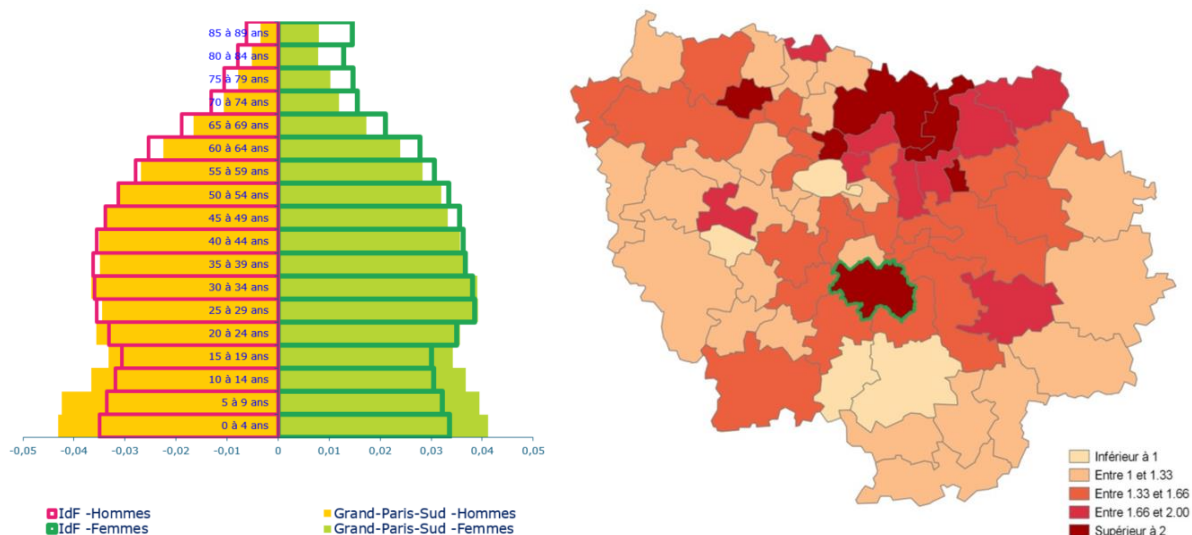 85 à 89 ans
80 à 84 ans
75 à 79 ans
70 à 74 ans
65 à 69 ans
60 à 64 ans
55 à 59 ans
50 à 54 ans
45 à 49 ans
40 à 44 ans
35 à 39 ans
30 à 34 ans
25 à 29 ans
20 à 24 ans
15 à 19 ans
10 à 14 ans
5 à 9 ans
0 à 4 ans
-0,05 -0,04 -0,03 -0,02 -0,01 0 0,01 0,02 0,03 0,04 0,05
IdF -Hommes Grand-Paris-Sud -Hommes
IdF -Femmes Grand-Paris-Sud -Femmes
Inférieur à 1
Entre 1 et 1.33
Entre 1.33 et 1.66
Entre 1.66 et 2.00
Supérieur à 2